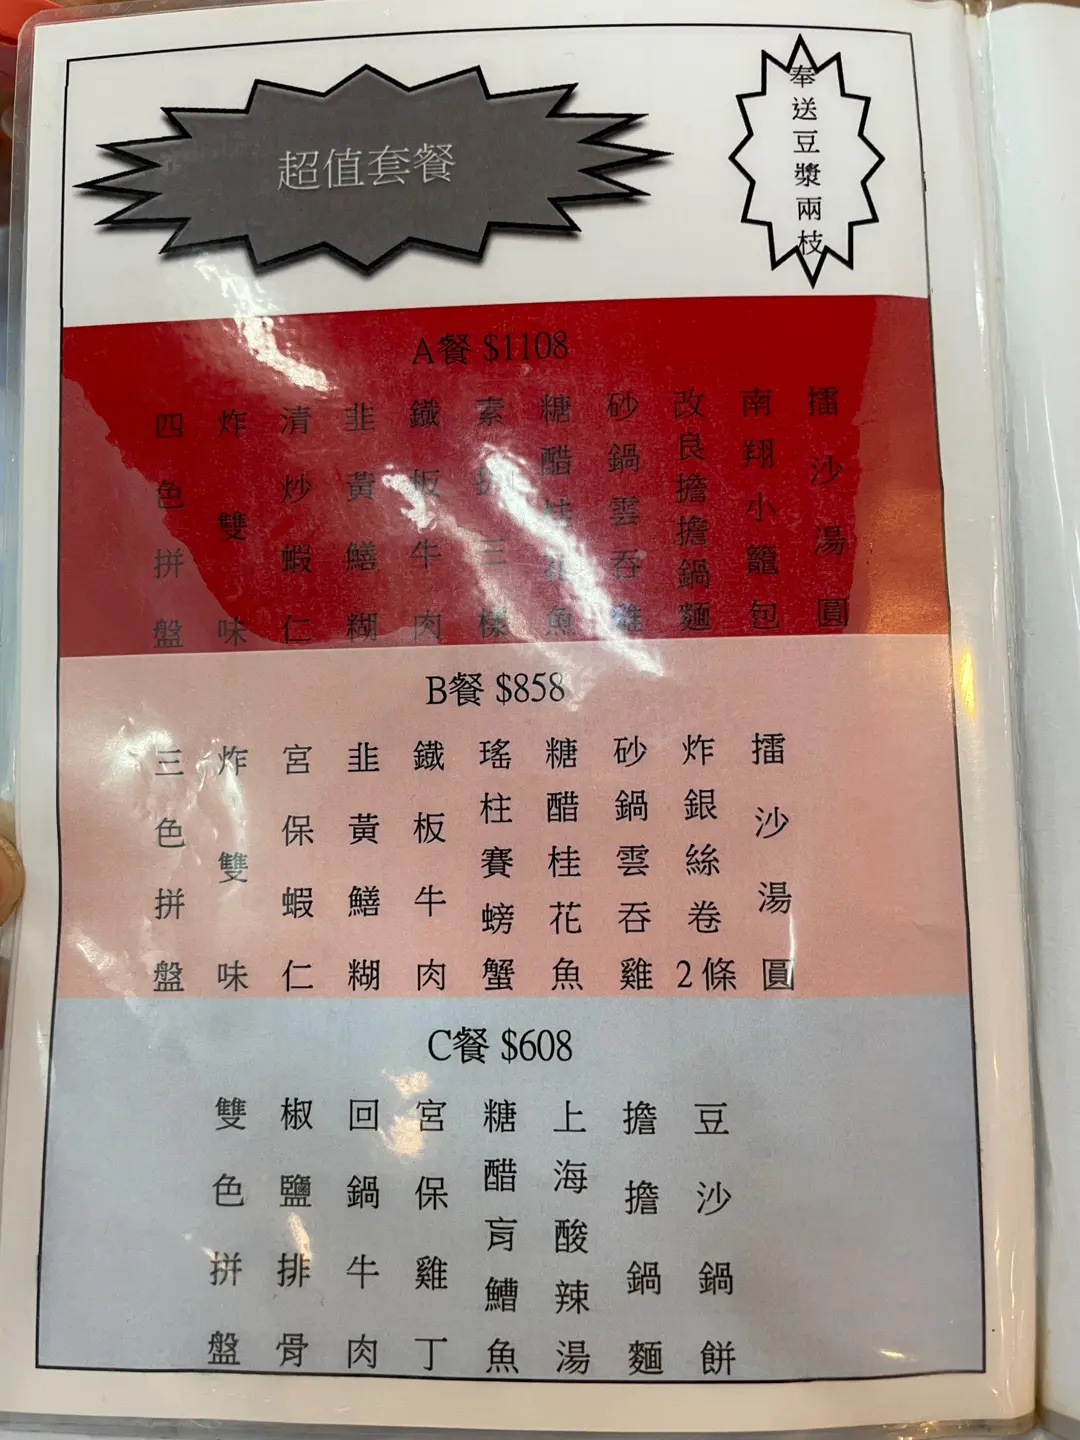 超值套餐
奉送豆漿兩枝
A餐 $1108
四色拼盤
炸雙味
清炒蝦仁
韭黃鱔糊
鐵板牛肉
素三樣
糖醋桂花魚
砂鍋雲吞雞
改良擔擔鍋麵
南翔小籠包
擂沙湯圓
B餐 $858
三色拼盤
炸雙味
宮保蝦仁
韭黃鱔糊
鐵板牛肉
瑤柱賽螃蟹
糖醋桂花魚
砂鍋雲吞雞
炸銀絲卷2條
擂沙湯圓
C餐 $608
雙色拼盤
椒鹽排骨
回鍋牛肉
宮保雞丁
糖醋肓鰽魚
上海酸辣湯
擔擔鍋麵
豆沙鍋餅